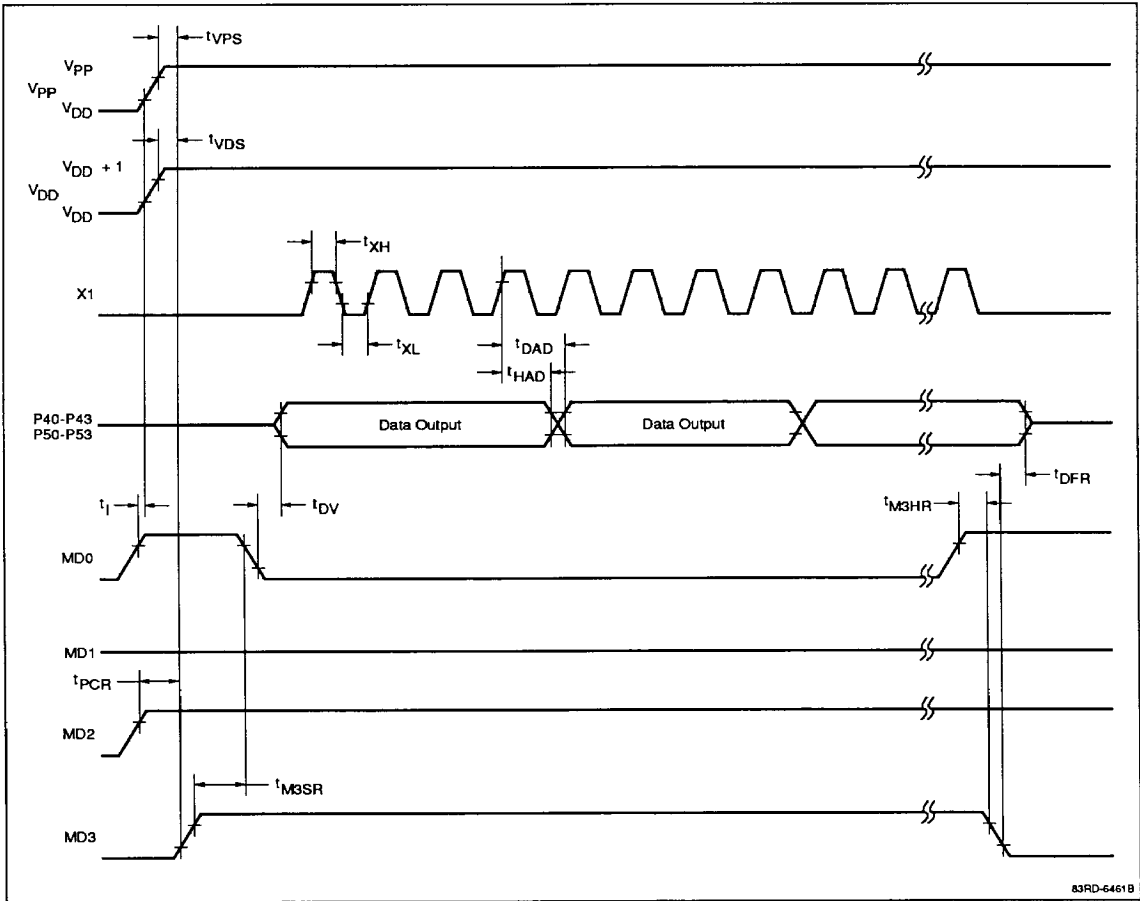 tVPS
VPP
VPP
VDD
tVDS
VDD + 1
VDD
VDD
tXH
X1
tXL
tDAD
tHAD
P40-P43
P50-P53
Data Output
Data Output
tDFR
tI
tDV
tM3HR
MD0
MD1
tPCR
MD2
tM3SR
MD3
83RD-6461B